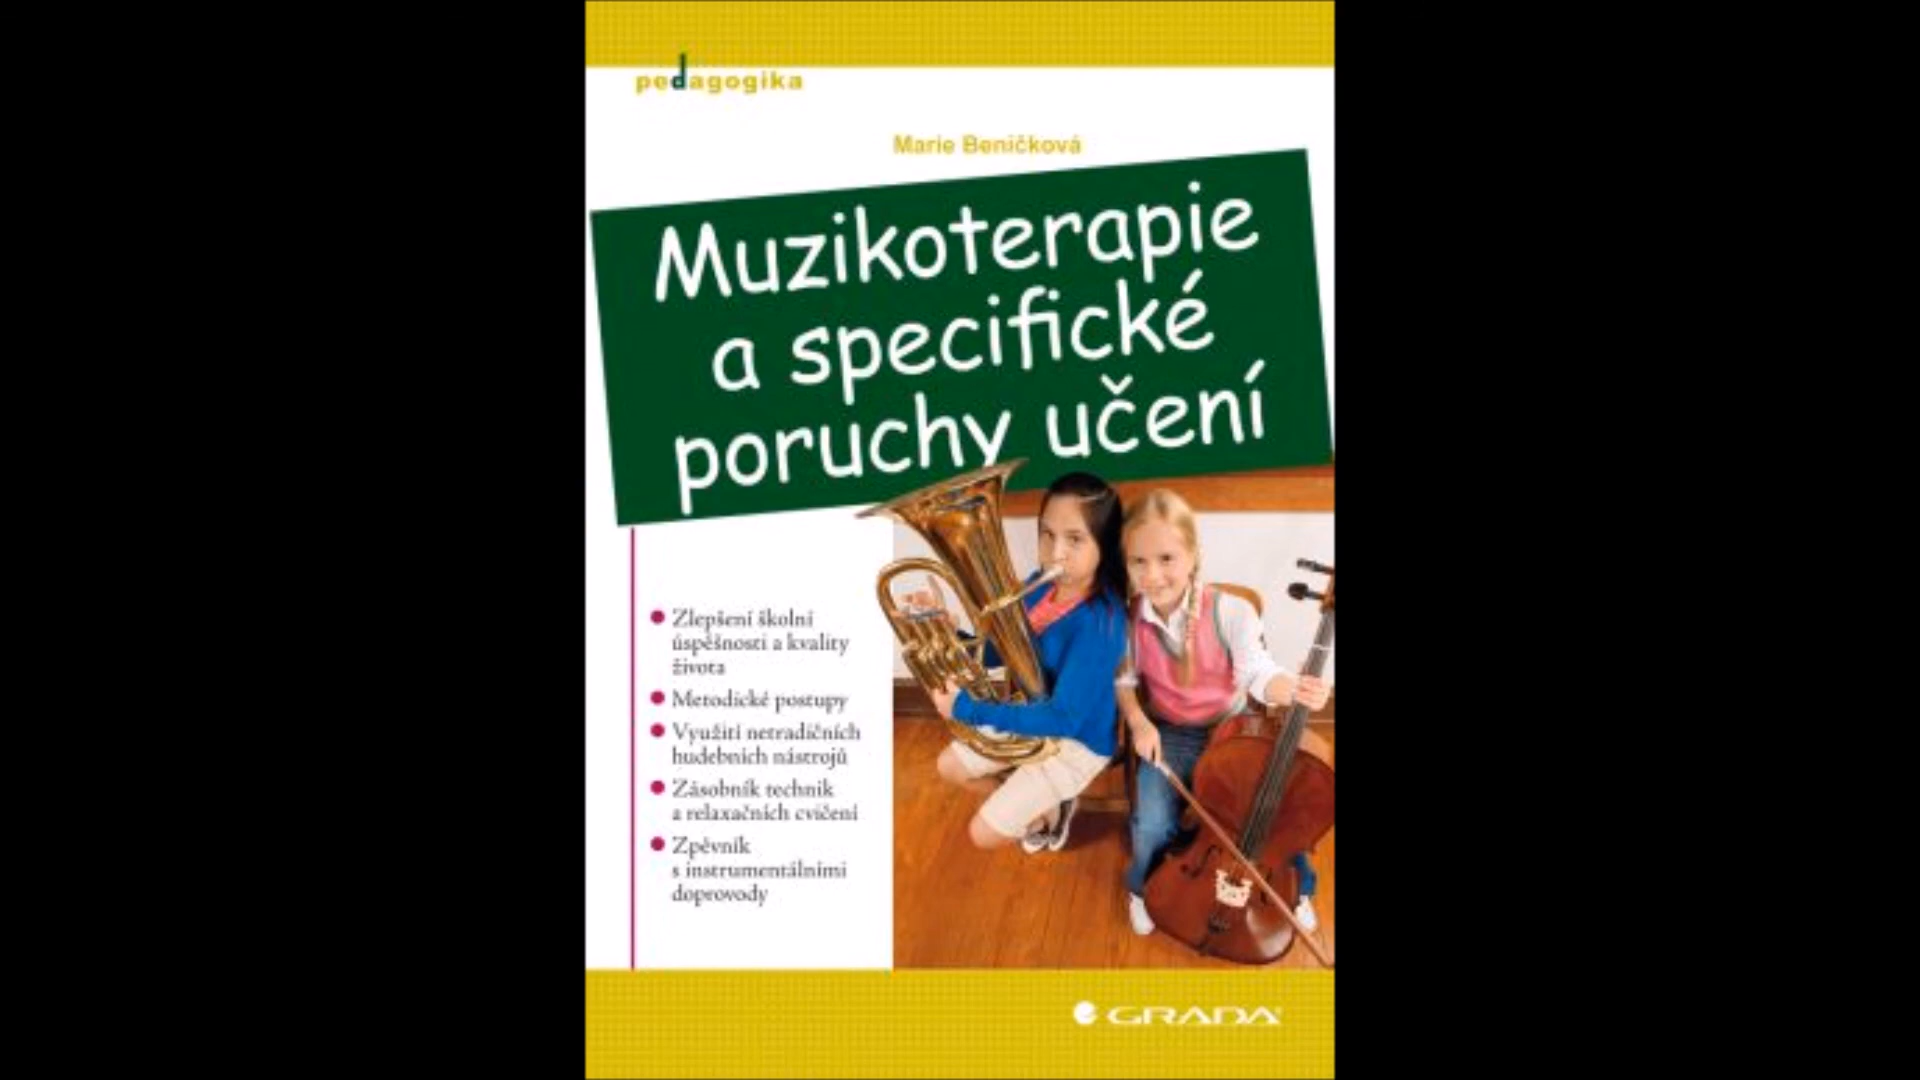 pedagogika
Marie Beníčková
Muzikoterapie
a specifické
poruchy učení
Zlepšení školní
úspěšnosti a kvality
života
Metodické postupy
Využití netradičních
hudebních nástrojů
Zásobník technik
a relaxačních cvičení
Zpěvník
s instrumentálními
doprovody
GRADA